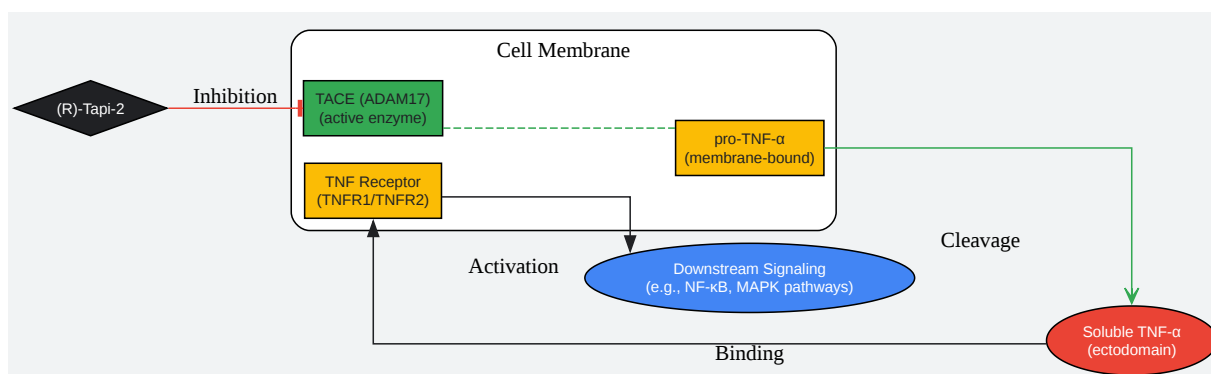 Cell Membrane
(R)-Tapi-2
Inhibition
TACE (ADAM17)
(active enzyme)
pro-TNF-α
(membrane-bound)
TNF Receptor
(TNFR1/TNFR2)
Cleavage
Activation
Downstream Signaling
(e.g., NF-κB, MAPK pathways)
Soluble TNF-α
(ectodomain)
Binding